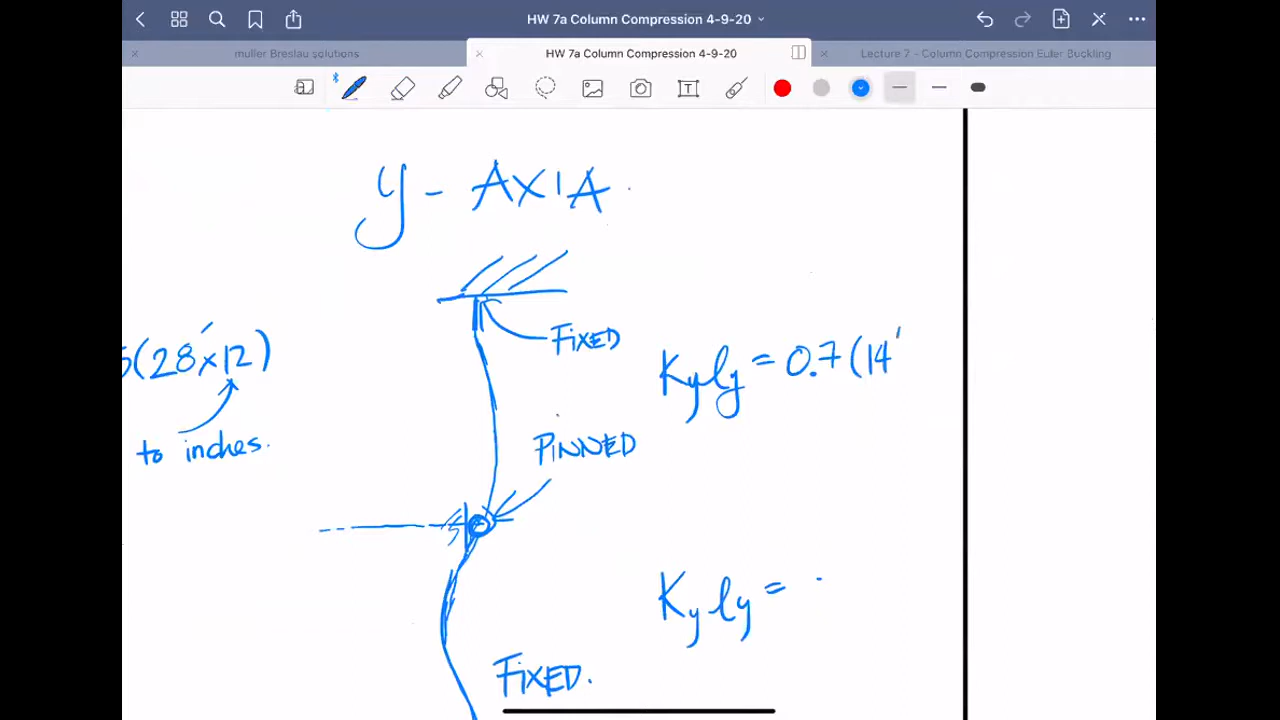 HW 7a Column Compression 4-9-20
muller Breslau solutions
HW 7a Column Compression 4-9-20
Lecture 7 - Column Compression Euler Buckling
T
y - AXIA
FIXED
5(28'x12)
Kyly = 0.7(14'
to inches.
PINNED
Kyly =
FIXED.